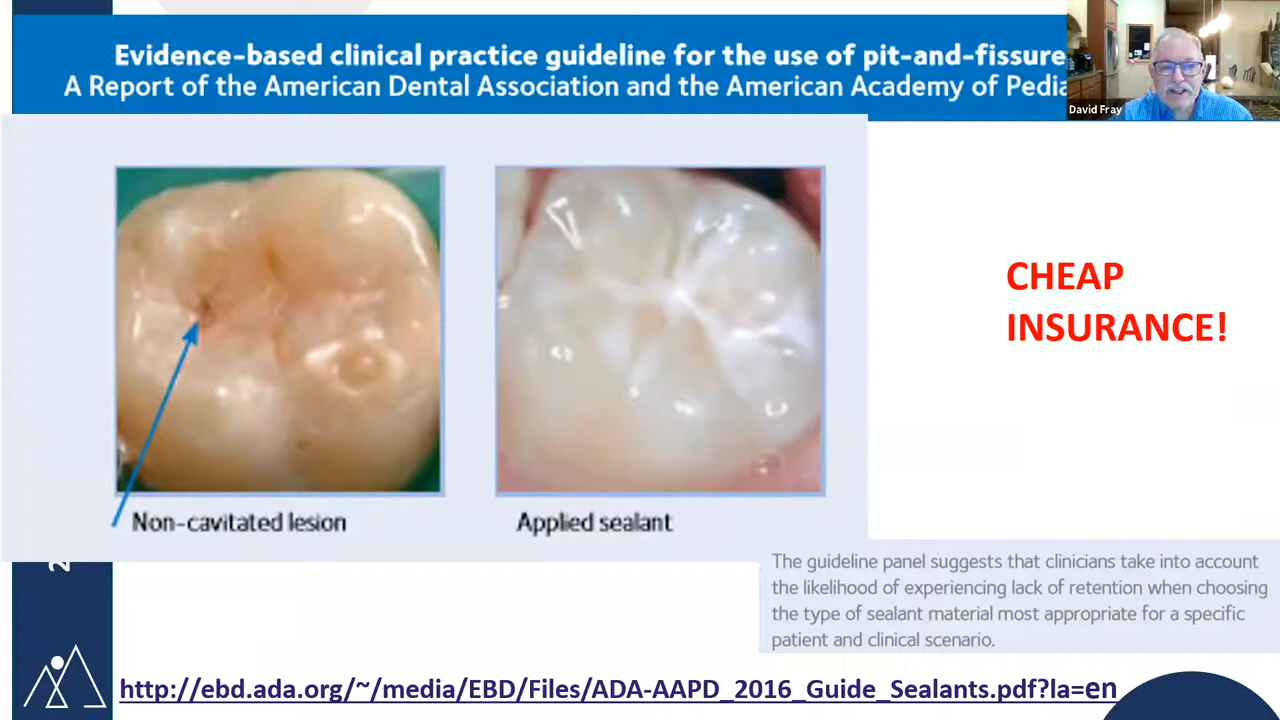 Evidence-based clinical practice guideline for the use of pit-and-fissure
A Report of the American Dental Association and the American Academy of
David Fray
CHEAP
INSURANCE!
Non-cavitated lesion
Applied sealant
The guideline panel suggests that clinicians take into account
the likelihood of experiencing lack of retention when choosing
the type of sealant material most appropriate for a specific
patient and clinical scenario.
http://ebd.ada.org/~/media/EBD/Files/ADA-AAPD_2016_Guide_Sealants.pdf?la=en